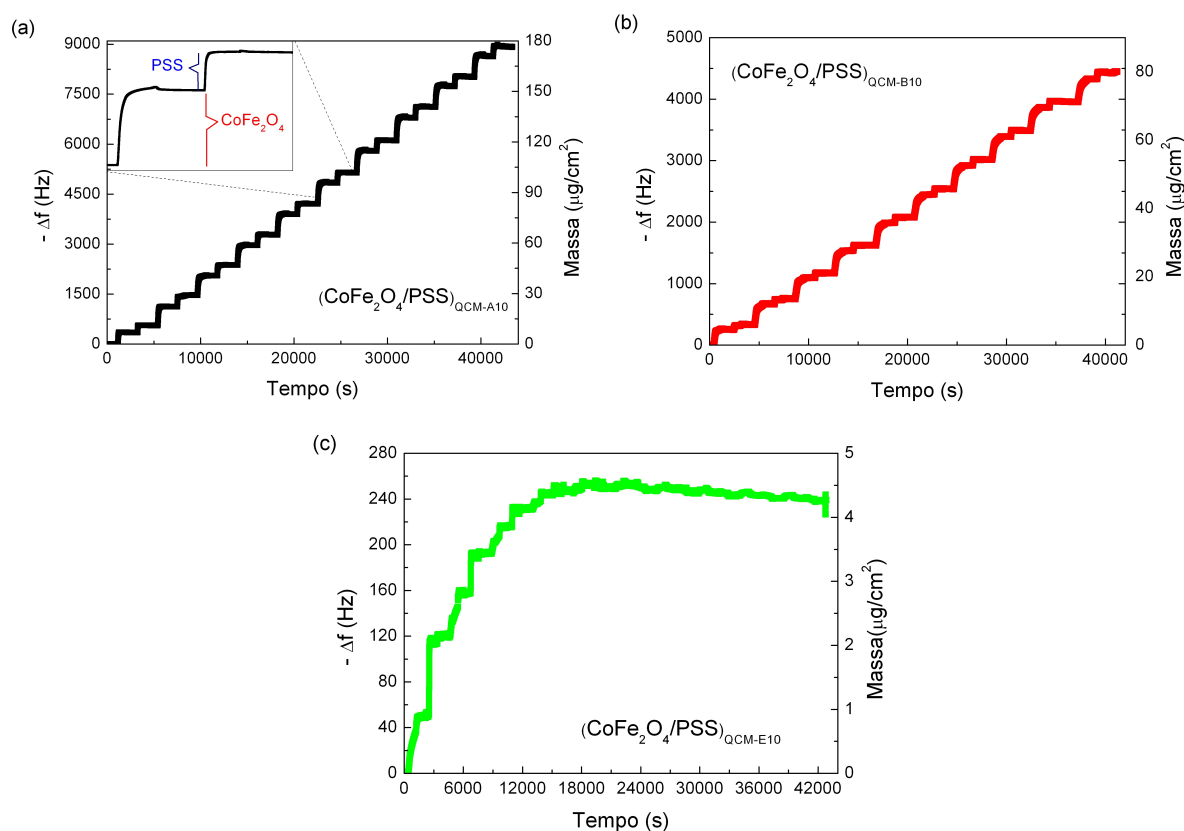 (a)
- Δf (Hz)
9000
7500
6000
4500
3000
1500
0
PSS
CoFe₂O₄
(CoFe₂O₄/PSS)QCM-A10
180
150
120
90
60
30
0
Massa (μg/cm²)
0 10000 20000 30000 40000
Tempo (s)
(b)
- Δf (Hz)
5000
4000
3000
2000
1000
0
(CoFe₂O₄/PSS)QCM-B10
80
60
40
20
0
Massa (μg/cm²)
0 10000 20000 30000 40000
Tempo (s)
(c)
- Δf (Hz)
280
240
200
160
120
80
40
0
(CoFe₂O₄/PSS)QCM-E10
5
4
3
2
1
0
Massa(μg/cm²)
0 6000 12000 18000 24000 30000 36000 42000
Tempo (s)